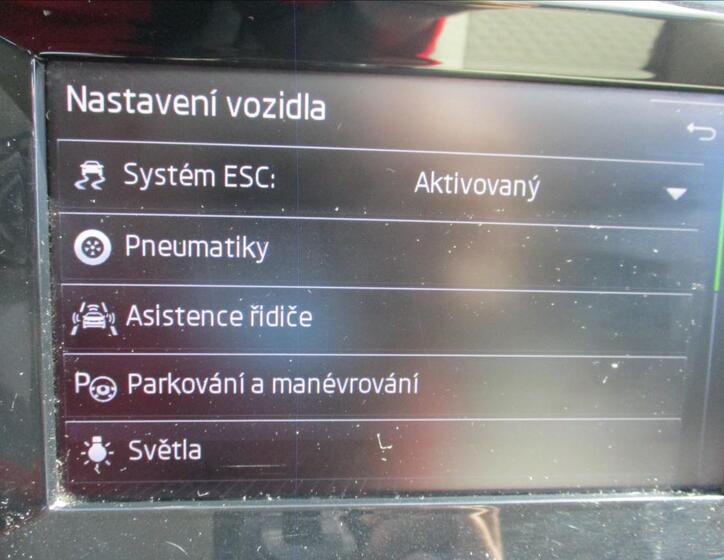 Nastavení vozidla
Systém ESC: Aktivovaný
Pneumatiky
Asistence řidiče
P Parkování a manévrování
Světla